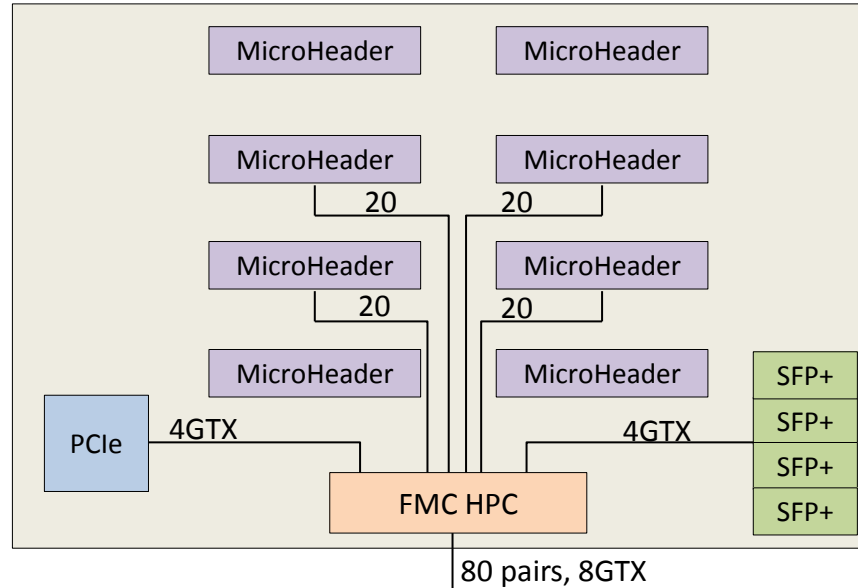 MicroHeader MicroHeader
MicroHeader MicroHeader
20 20
MicroHeader MicroHeader
20 20
MicroHeader MicroHeader
SFP+
PCIe 4GTX 4GTX SFP+
SFP+
FMC HPC SFP+
80 pairs, 8GTX